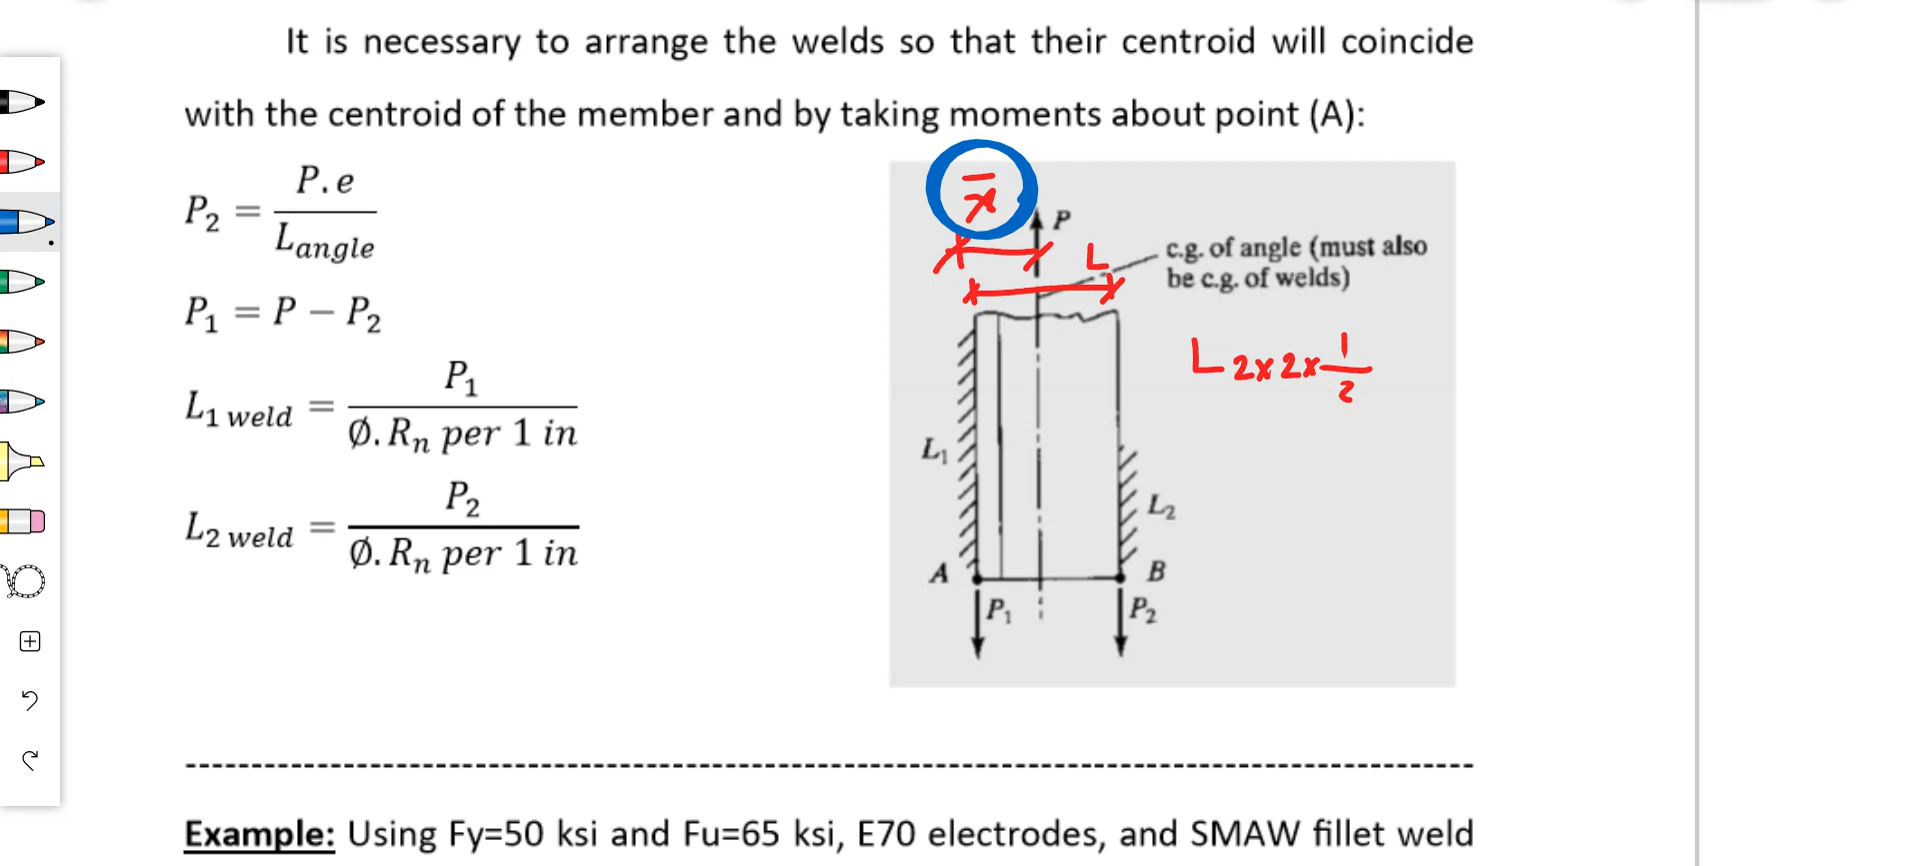 It is necessary to arrange the welds so that their centroid will coincide
with the centroid of the member and by taking moments about point (A):
P₂ = P.e / L_angle
P₁ = P − P₂
L₁ weld = P₁ / Ø.Rₙ per 1 in
L₂ weld = P₂ / Ø.Rₙ per 1 in
x̄
P
L
c.g. of angle (must also
be c.g. of welds)
L 2x2x 1/2
L₁
L₂
A
B
P₁
P₂
Example: Using Fy=50 ksi and Fu=65 ksi, E70 electrodes, and SMAW fillet weld